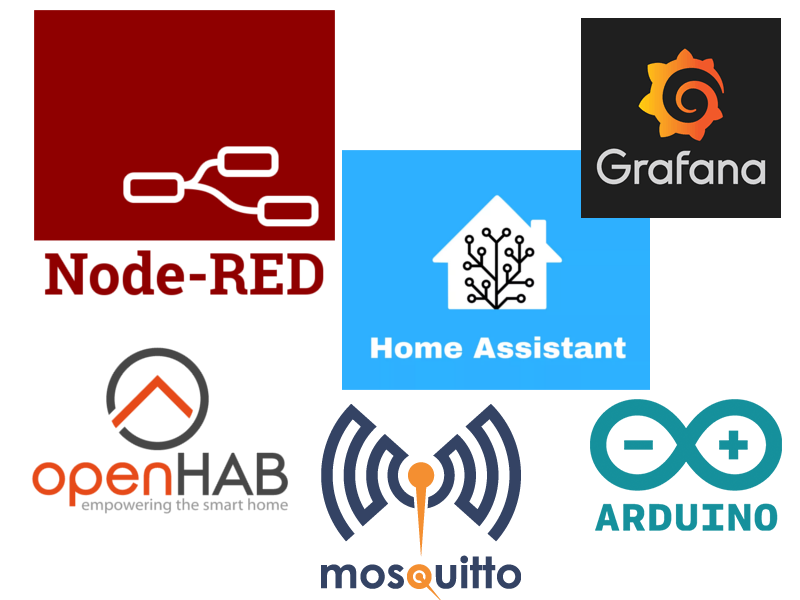 Grafana
Node-RED
Home Assistant
openHAB
empowering the smart home
ARDUINO
mosquitto